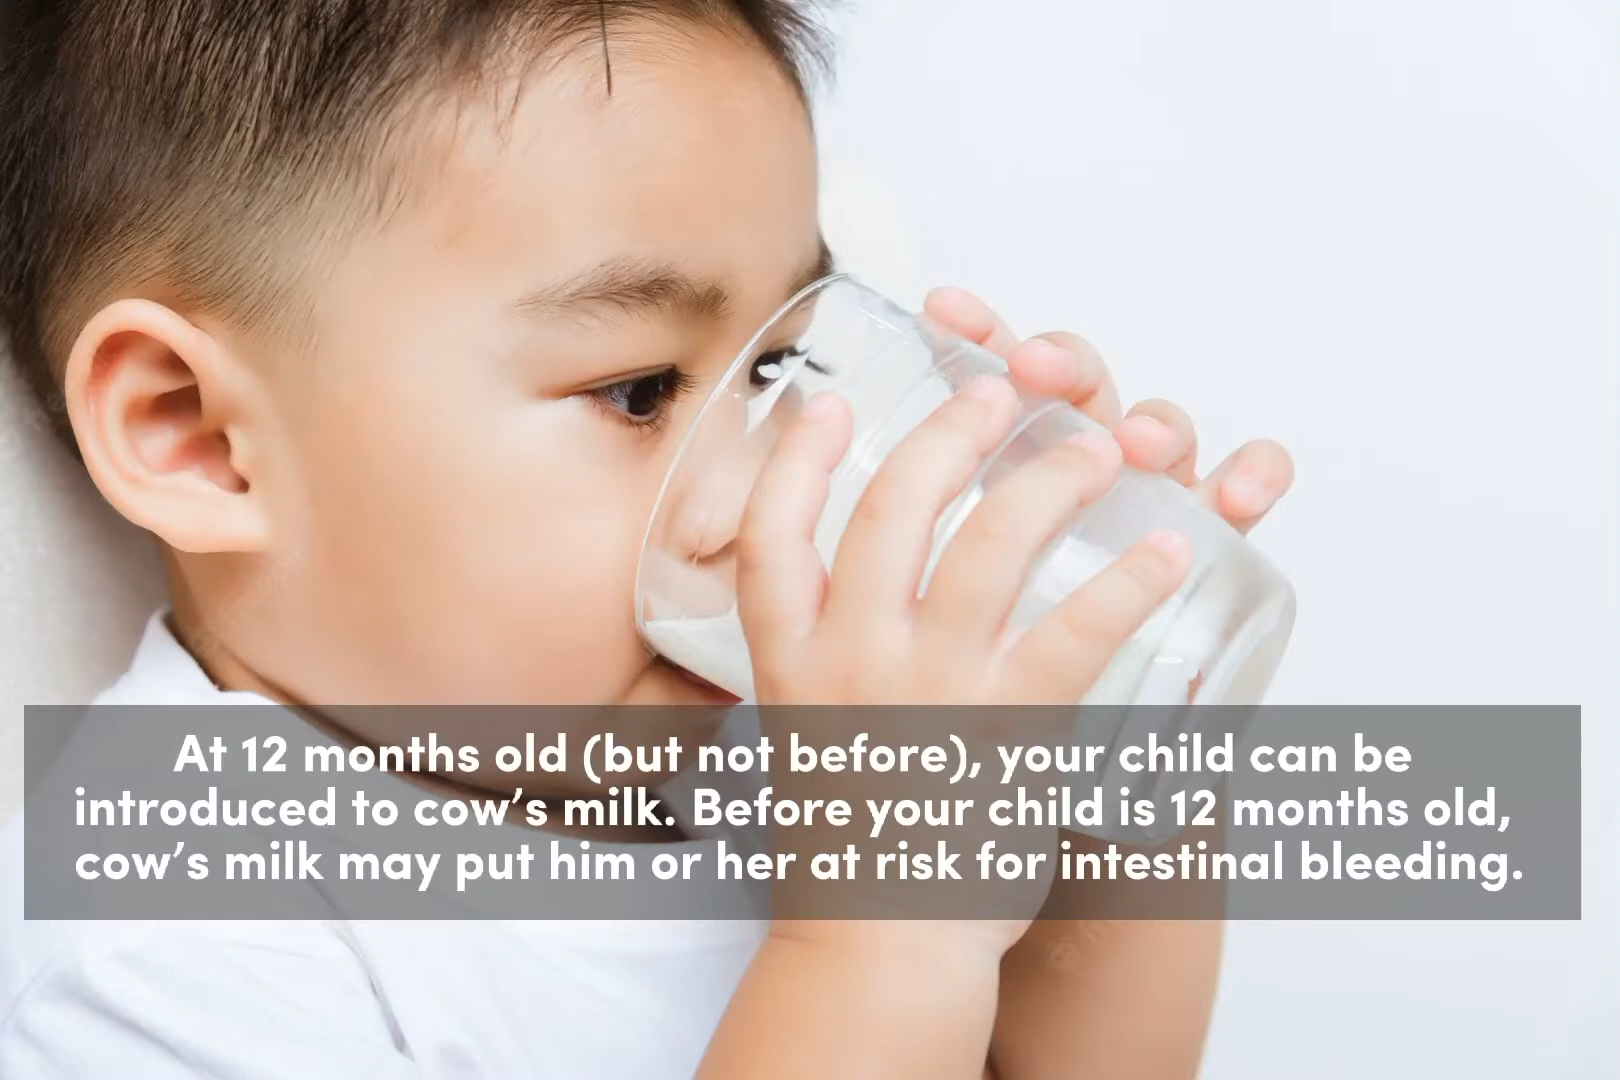 At 12 months old (but not before), your child can be
introduced to cow’s milk. Before your child is 12 months old,
cow’s milk may put him or her at risk for intestinal bleeding.